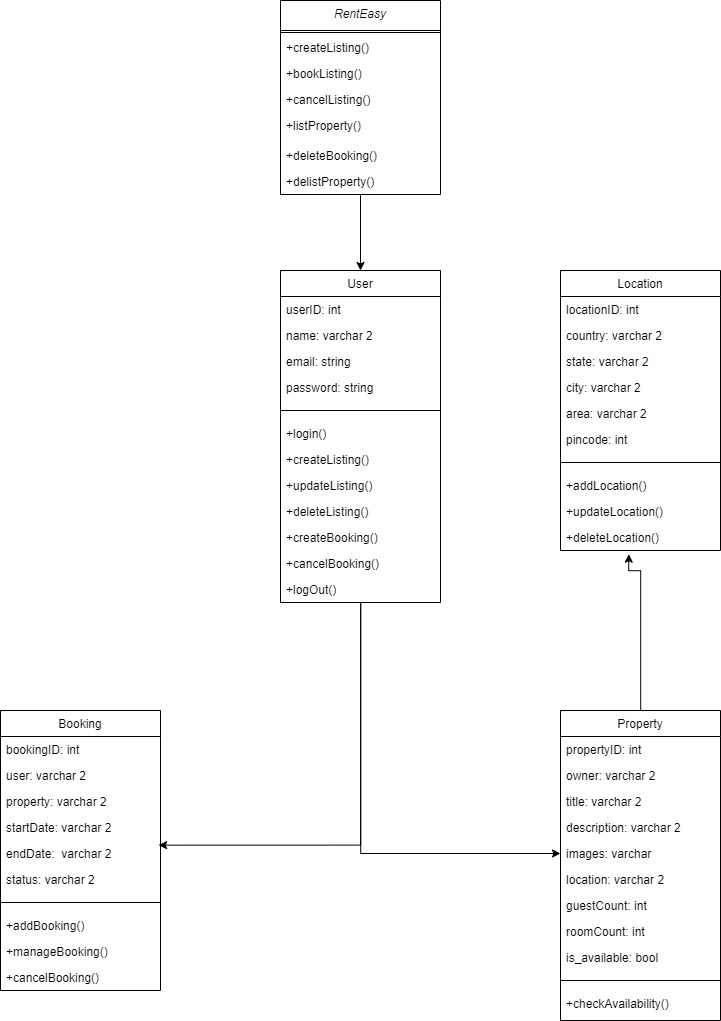 RentEasy
+createListing()
+bookListing()
+cancelListing()
+listProperty()
+deleteBooking()
+delistProperty()
User
userID: int
name: varchar 2
email: string
password: string
+login()
+createListing()
+updateListing()
+deleteListing()
+createBooking()
+cancelBooking()
+logOut()
Location
locationID: int
country: varchar 2
state: varchar 2
city: varchar 2
area: varchar 2
pincode: int
+addLocation()
+updateLocation()
+deleteLocation()
Booking
bookingID: int
user: varchar 2
property: varchar 2
startDate: varchar 2
endDate:  varchar 2
status: varchar 2
+addBooking()
+manageBooking()
+cancelBooking()
Property
propertyID: int
owner: varchar 2
title: varchar 2
description: varchar 2
images: varchar
location: varchar 2
guestCount: int
roomCount: int
is_available: bool
+checkAvailability()